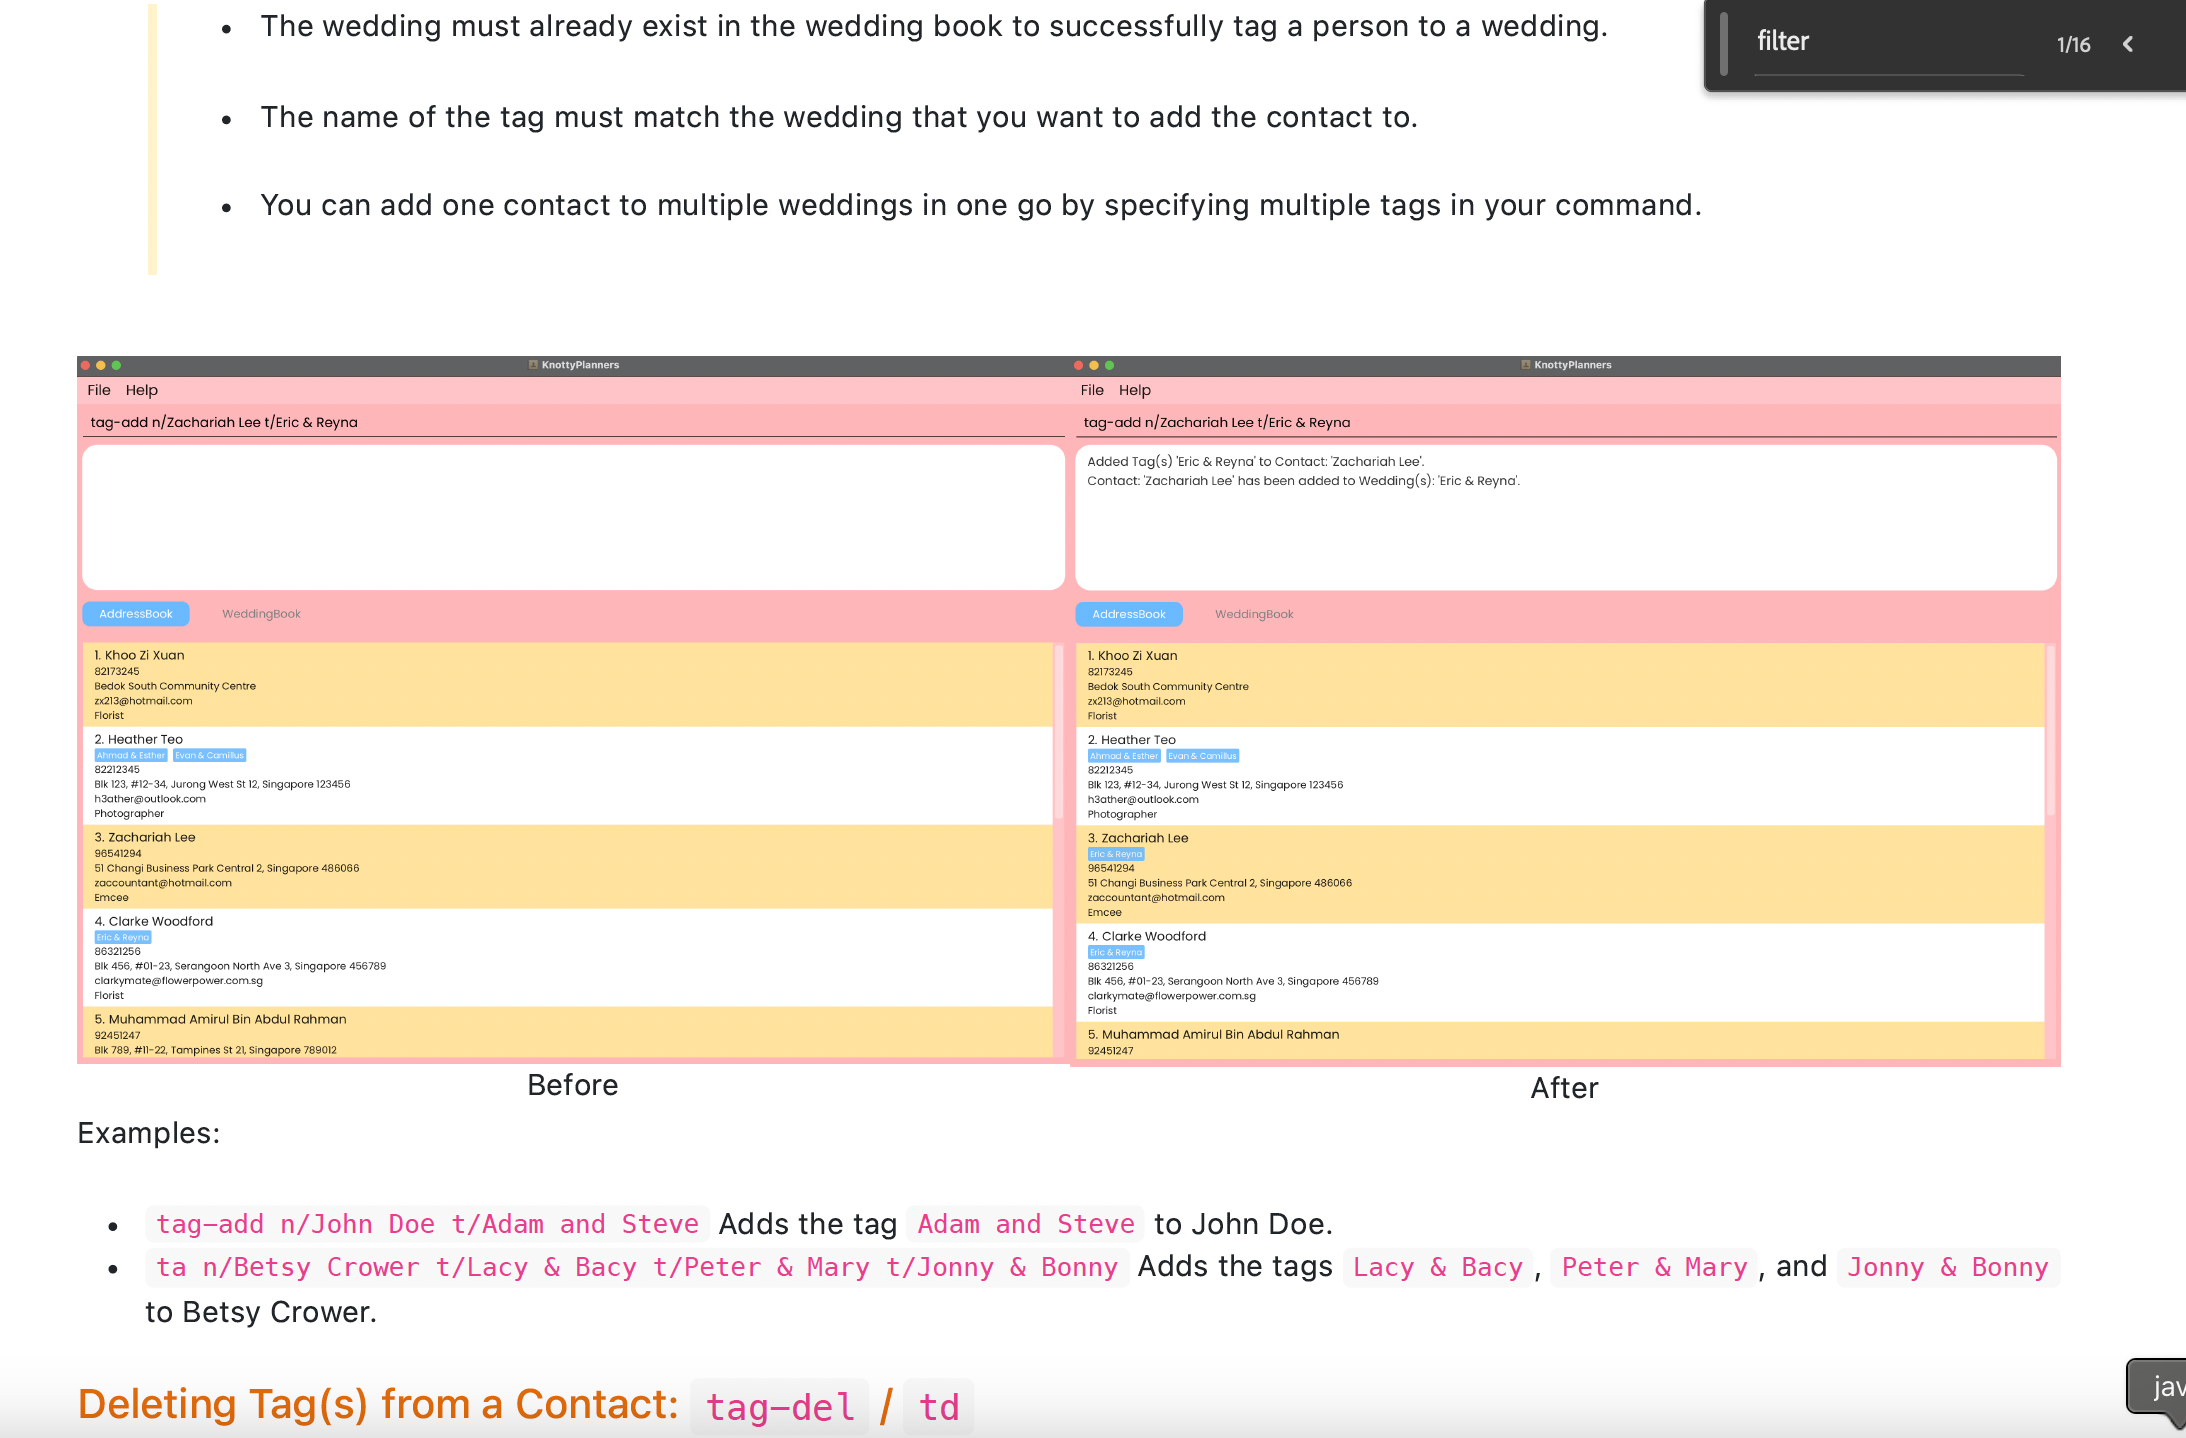 The wedding must already exist in the wedding book to successfully tag a person to a wedding.
filter
1/16
The name of the tag must match the wedding that you want to add the contact to.
You can add one contact to multiple weddings in one go by specifying multiple tags in your command.
KnottyPlanners
File Help
tag-add n/Zachariah Lee t/Eric & Reyna
AddressBook WeddingBook
1. Khoo Zi Xuan
82173245
Bedok South Community Centre
zx213@hotmail.com
Florist
2. Heather Teo
Ahmad & Esther Evan & Camillus
82212345
Blk 123, #12-34, Jurong West St 12, Singapore 123456
h3ather@outlook.com
Photographer
3. Zachariah Lee
96541294
51 Changi Business Park Central 2, Singapore 486066
zaccountant@hotmail.com
Emcee
4. Clarke Woodford
Eric & Reyna
86321256
Blk 456, #01-23, Serangoon North Ave 3, Singapore 456789
clarkymate@flowerpower.com.sg
Florist
5. Muhammad Amirul Bin Abdul Rahman
92451247
Blk 789, #11-22, Tampines St 21, Singapore 789012
Before
KnottyPlanners
File Help
tag-add n/Zachariah Lee t/Eric & Reyna
Added Tag(s) 'Eric & Reyna' to Contact: 'Zachariah Lee'.
Contact: 'Zachariah Lee' has been added to Wedding(s): 'Eric & Reyna'.
AddressBook WeddingBook
1. Khoo Zi Xuan
82173245
Bedok South Community Centre
zx213@hotmail.com
Florist
2. Heather Teo
Ahmad & Esther Evan & Camillus
82212345
Blk 123, #12-34, Jurong West St 12, Singapore 123456
h3ather@outlook.com
Photographer
3. Zachariah Lee
Eric & Reyna
96541294
51 Changi Business Park Central 2, Singapore 486066
zaccountant@hotmail.com
Emcee
4. Clarke Woodford
Eric & Reyna
86321256
Blk 456, #01-23, Serangoon North Ave 3, Singapore 456789
clarkymate@flowerpower.com.sg
Florist
5. Muhammad Amirul Bin Abdul Rahman
92451247
After
Examples:
tag-add n/John Doe t/Adam and Steve Adds the tag Adam and Steve to John Doe.
ta n/Betsy Crower t/Lacy & Bacy t/Peter & Mary t/Jonny & Bonny Adds the tags Lacy & Bacy, Peter & Mary, and Jonny & Bonny
to Betsy Crower.
Deleting Tag(s) from a Contact: tag-del / td
jav